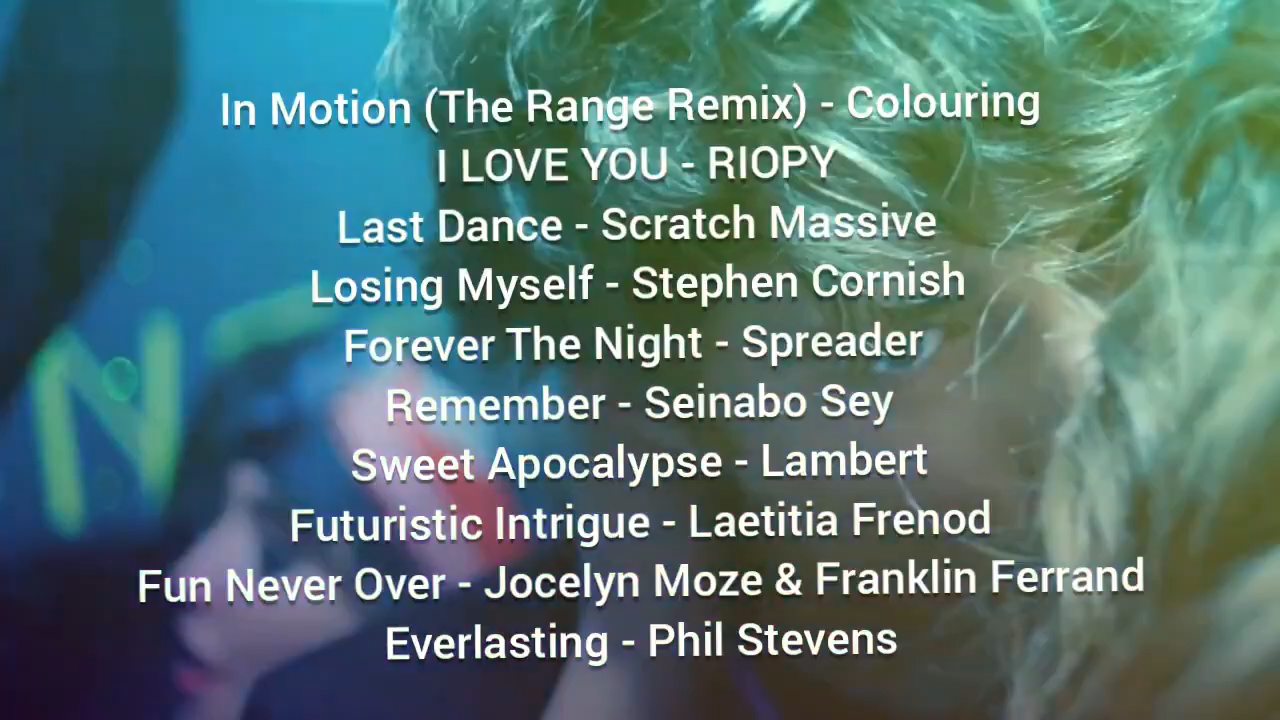 In Motion (The Range Remix) - Colouring
I LOVE YOU - RIOPY
Last Dance - Scratch Massive
Losing Myself - Stephen Cornish
Forever The Night - Spreader
Remember - Seinabo Sey
Sweet Apocalypse - Lambert
Futuristic Intrigue - Laetitia Frenod
Fun Never Over - Jocelyn Moze & Franklin Ferrand
Everlasting - Phil Stevens